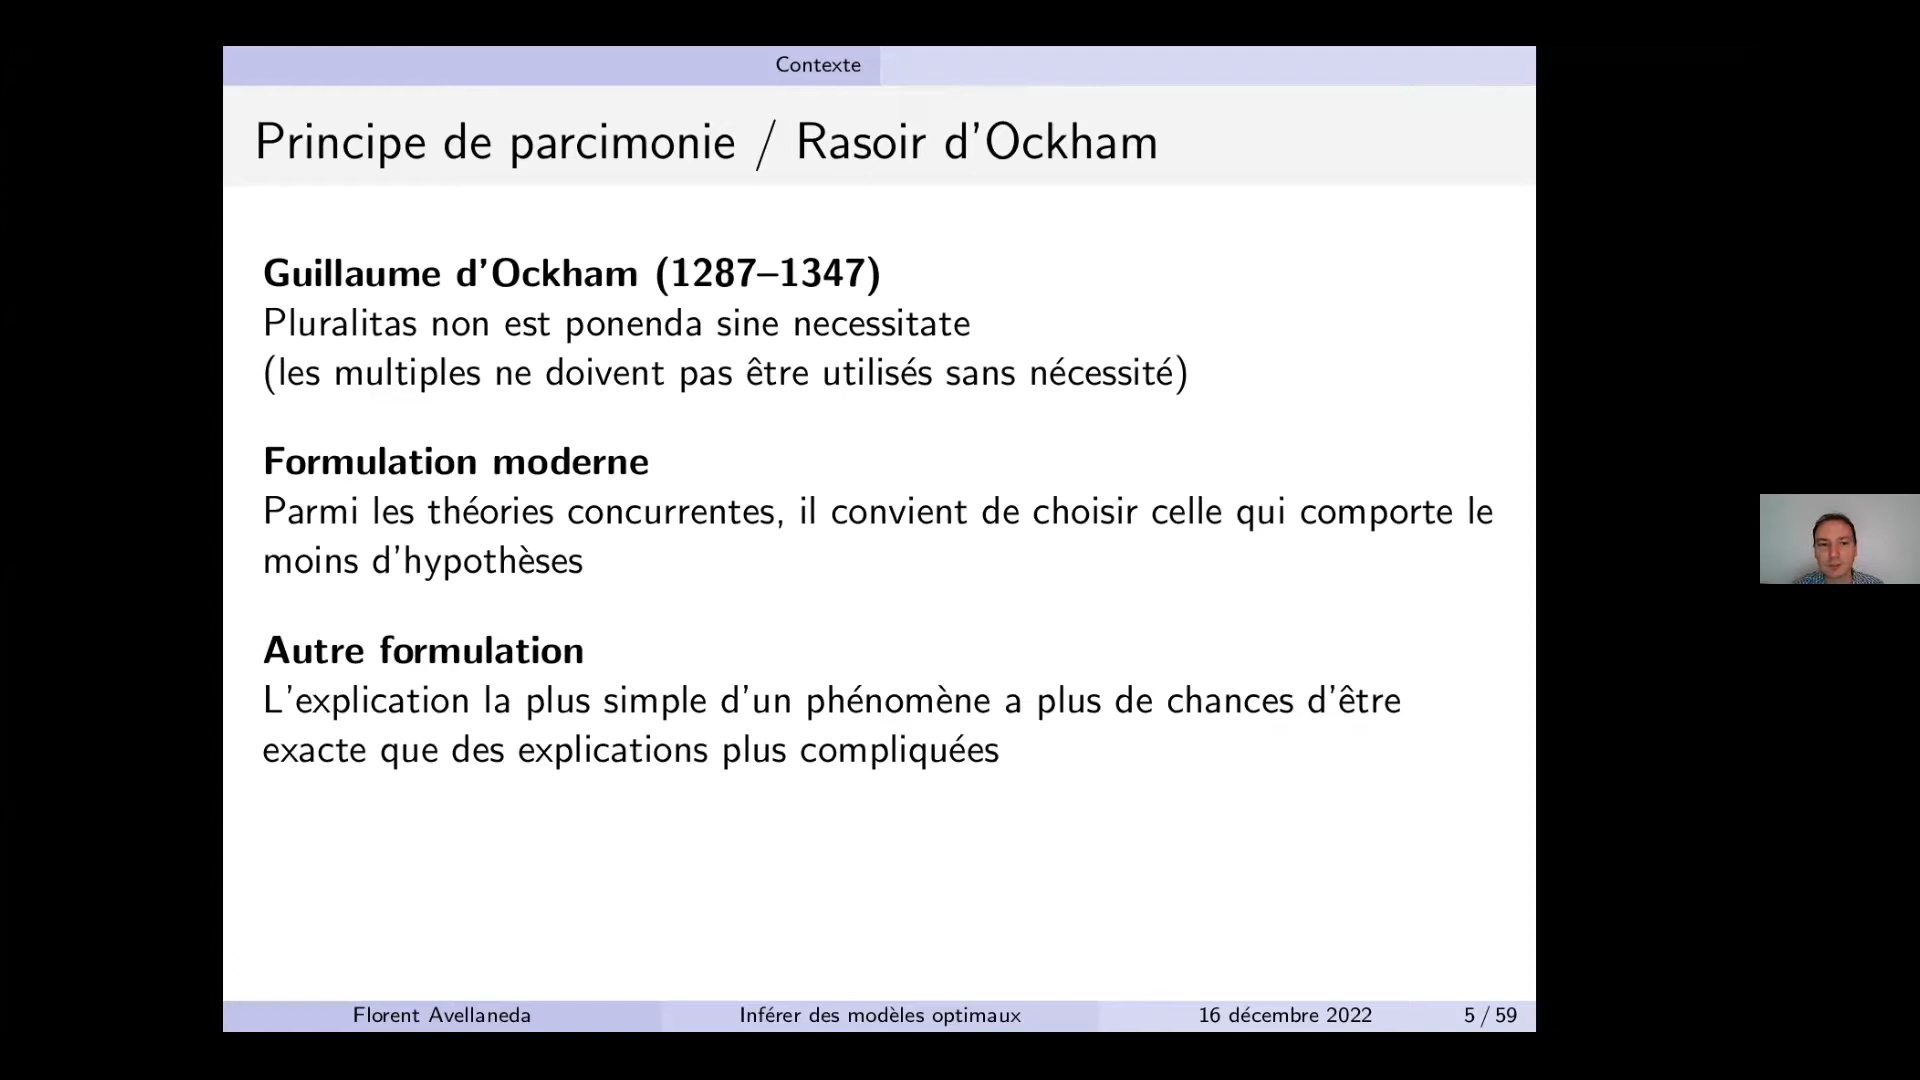 Contexte
Principe de parcimonie / Rasoir d'Ockham
Guillaume d'Ockham (1287–1347)
Pluralitas non est ponenda sine necessitate
(les multiples ne doivent pas être utilisés sans nécessité)
Formulation moderne
Parmi les théories concurrentes, il convient de choisir celle qui comporte le
moins d'hypothèses
Autre formulation
L'explication la plus simple d'un phénomène a plus de chances d'être
exacte que des explications plus compliquées
Florent Avellaneda Inférer des modèles optimaux 16 décembre 2022 5 / 59